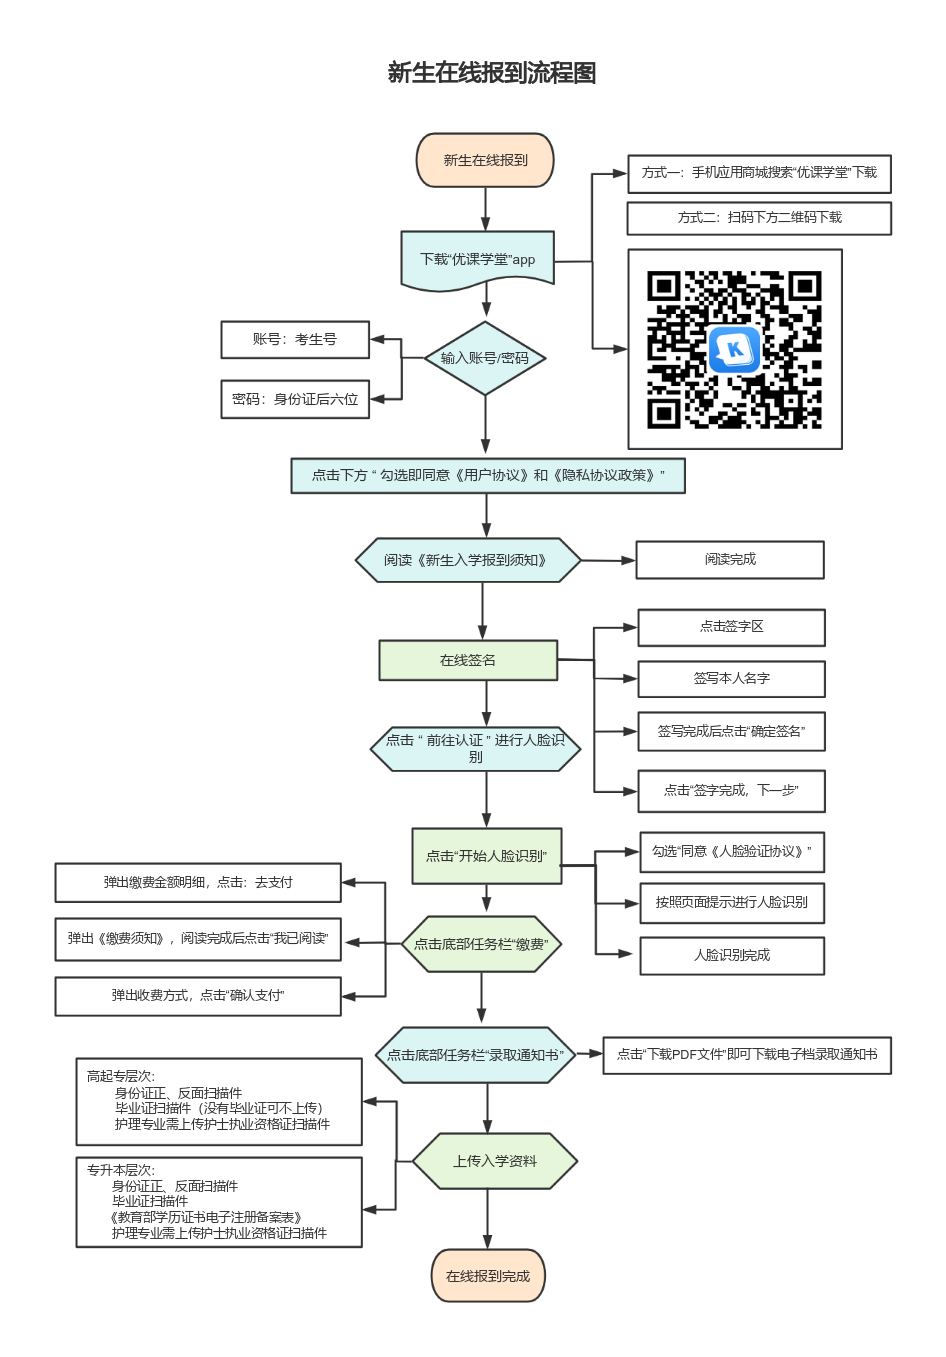 新生在线报到流程图
新生在线报到
方式一：手机应用商城搜索“优课学堂”下载
方式二：扫码下方二维码下载
下载“优课学堂”app
账号：考生号
输入账号/密码
密码：身份证后六位
点击下方 “ 勾选即同意《用户协议》和《隐私协议政策》”
阅读《新生入学报到须知》
阅读完成
点击签字区
在线签名
签写本人名字
签写完成后点击“确定签名”
点击 “ 前往认证 ” 进行人脸识
别
点击“签字完成，下一步”
点击“开始人脸识别”
勾选“同意《人脸验证协议》”
按照页面提示进行人脸识别
人脸识别完成
弹出缴费金额明细，点击：去支付
弹出《缴费须知》，阅读完成后点击“我已阅读”
点击底部任务栏“缴费”
弹出收费方式，点击“确认支付”
点击底部任务栏“录取通知书”
点击“下载PDF文件”即可下载电子档录取通知书
高起专层次：
身份证正、反面扫描件
毕业证扫描件（没有毕业证可不上传）
护理专业需上传护士执业资格证扫描件
上传入学资料
专升本层次：
身份证正、反面扫描件
毕业证扫描件
《教育部学历证书电子注册备案表》
护理专业需上传护士执业资格证扫描件
在线报到完成